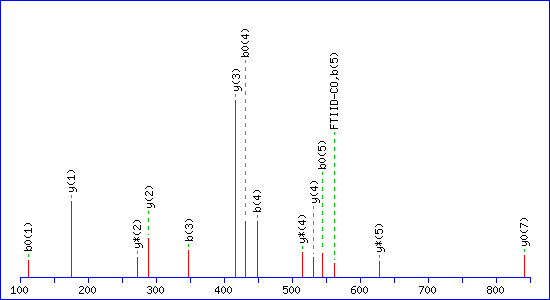 b0(1)
y(1)
y*(2)
y(2)
b(3)
y(3)
b0(4)
b(4)
y*(4)
y(4)
b0(5)
FTIID-CO,b(5)
y*(5)
y0(7)
100 200 300 400 500 600 700 800